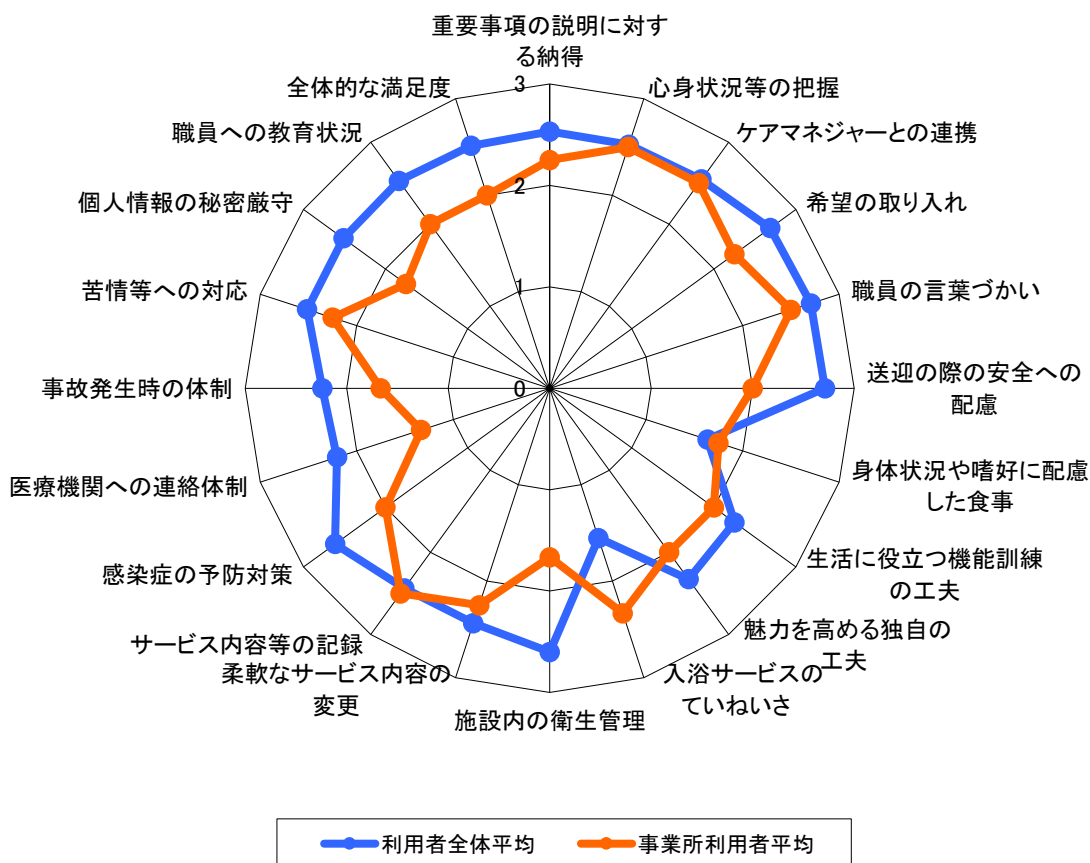 重要事項の説明に対す
る納得
心身状況等の把握
ケアマネジャーとの連携
希望の取り入れ
職員の言葉づかい
送迎の際の安全への
配慮
身体状況や嗜好に配慮
した食事
生活に役立つ機能訓練
の工夫
魅力を高める独自の
工夫
入浴サービスの
ていねいさ
施設内の衛生管理
柔軟なサービス内容の
変更
サービス内容等の記録
感染症の予防対策
医療機関への連絡体制
事故発生時の体制
苦情等への対応
個人情報の秘密厳守
職員への教育状況
全体的な満足度
3
2
1
0
利用者全体平均
事業所利用者平均